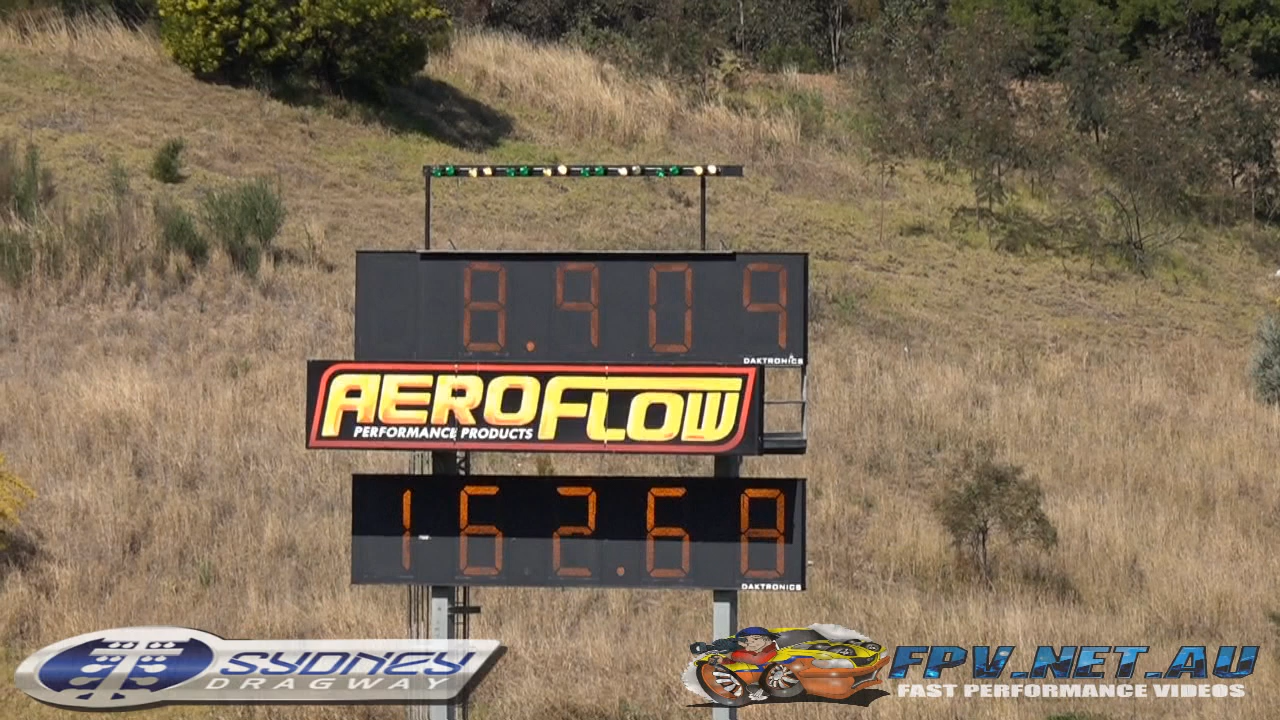 8.909
DAKTRONICS
AEROFLOW
PERFORMANCE PRODUCTS
162.68
DAKTRONICS
SYDNEY
DRAGWAY
FPV.NET.AU
FAST PERFORMANCE VIDEOS